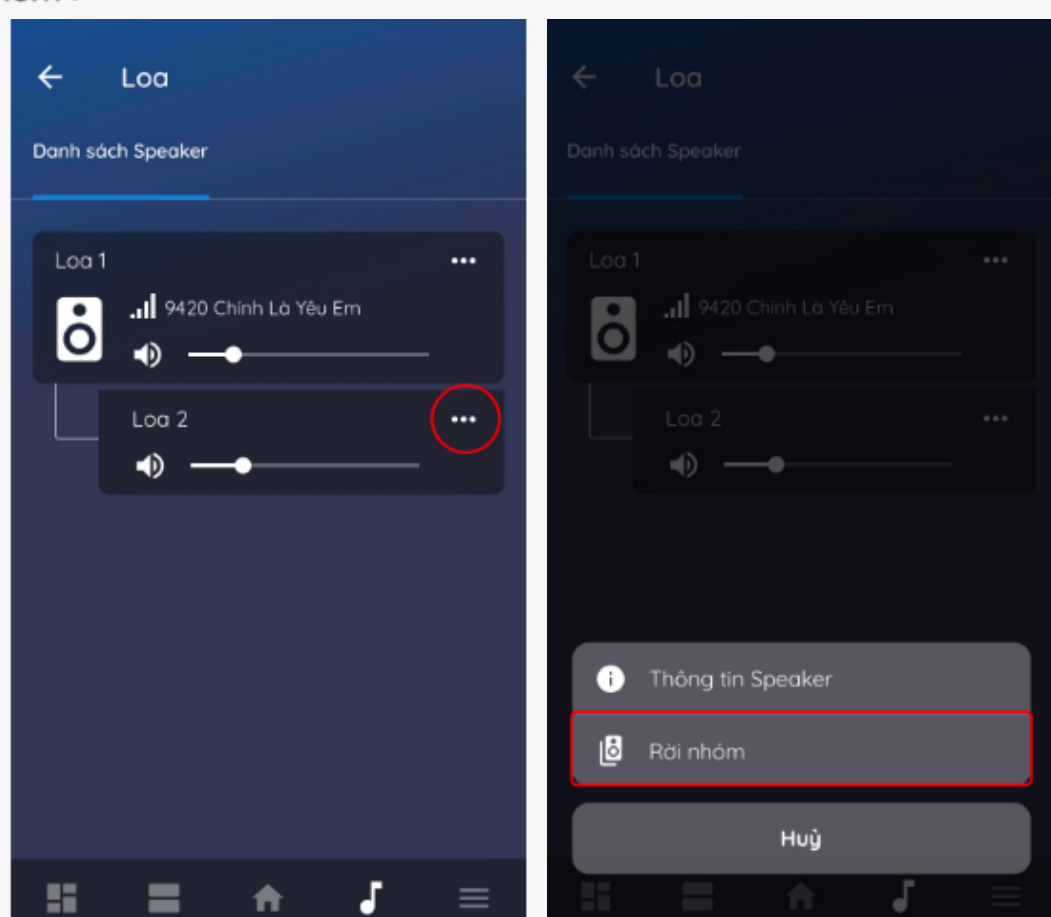 Loa
Danh sách Speaker
Loa 1
9420 Chính Là Yêu Em
Loa 2
Loa
Danh sách Speaker
Loa 1
9420 Chính Là Yêu Em
Loa 2
Thông tin Speaker
Rời nhóm
Huỷ